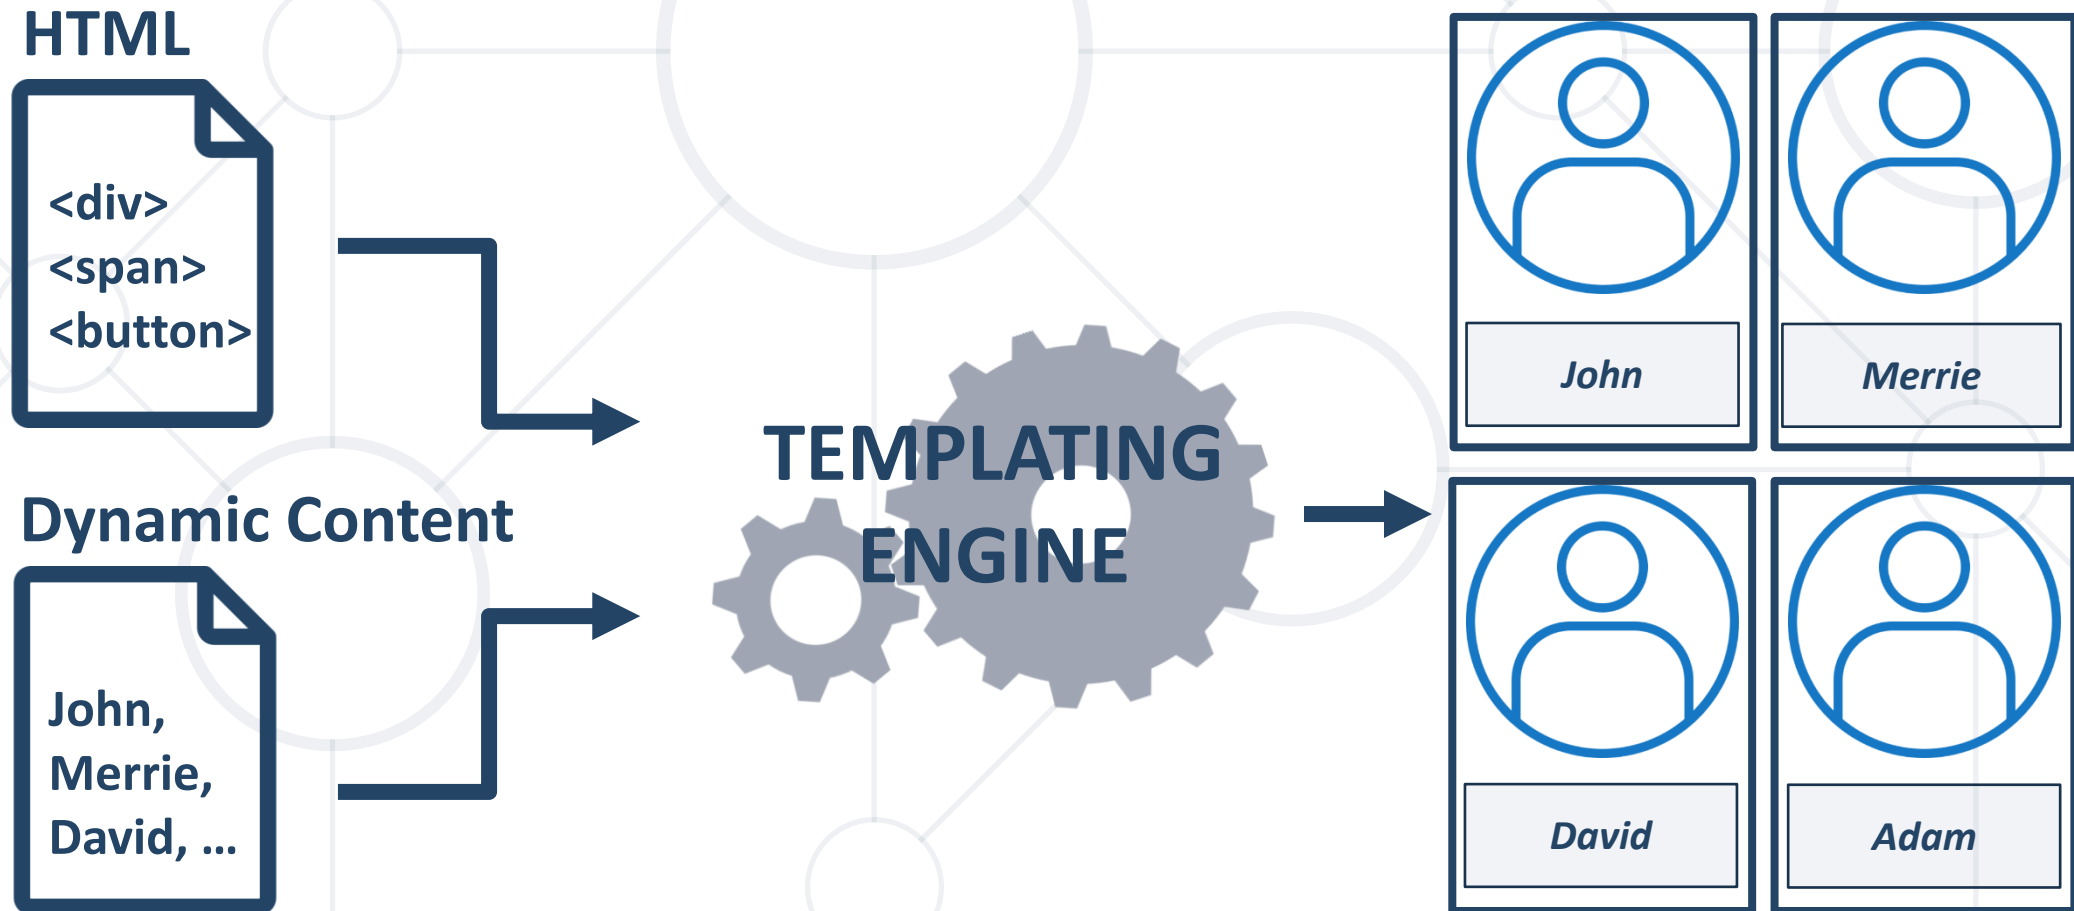 HTML
<div>
<span>
<button>
Dynamic Content
John,
Merrie,
David, ...
TEMPLATING
ENGINE
John
Merrie
David
Adam